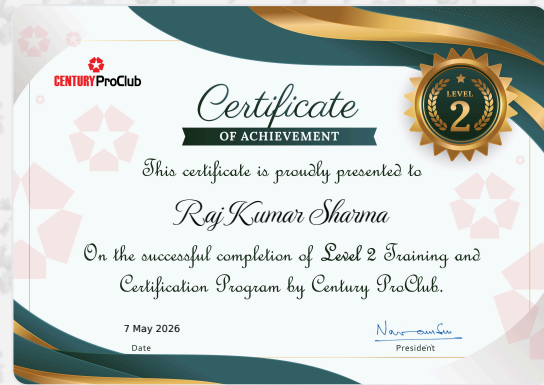 CENTURY ProClub
LEVEL
2
Certificate
OF ACHIEVEMENT
This certificate is proudly presented to
Raj Kumar Sharma
On the successful completion of Level 2 Training and
Certification Program by Century ProClub.
7 May 2026
Date
President